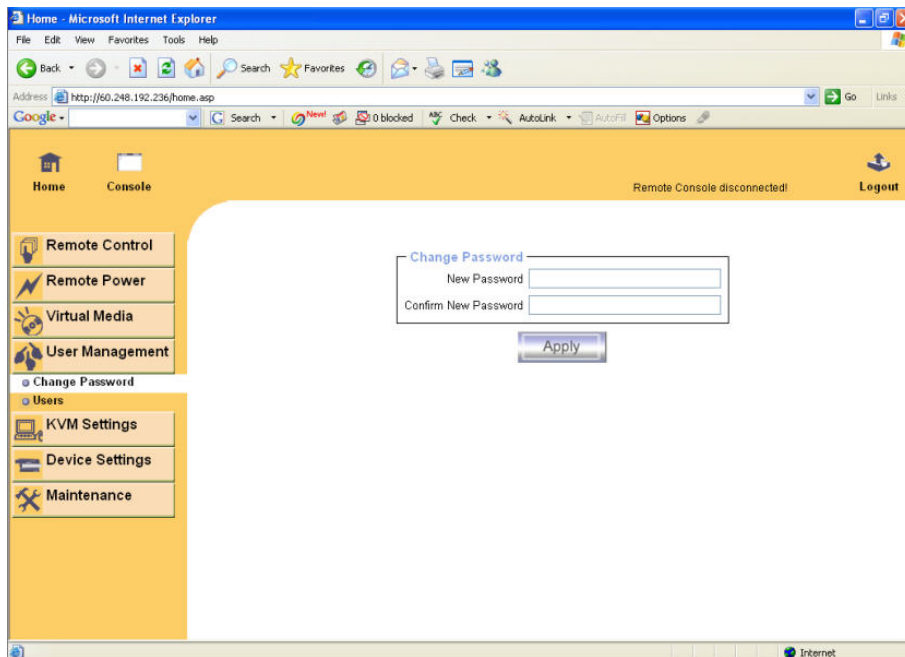 Home - Microsoft Internet Explorer
File Edit View Favorites Tools Help
Back Search Favorites
Address http://60.248.192.236/home.asp Go Links
Google Search New! 0 blocked ABC Check AutoLink AutoFill Options
Home Console Remote Console disconnected! Logout
Remote Control
Remote Power
Virtual Media
User Management
Change Password
Users
KVM Settings
Device Settings
Maintenance
Change Password
New Password
Confirm New Password
Apply
Internet